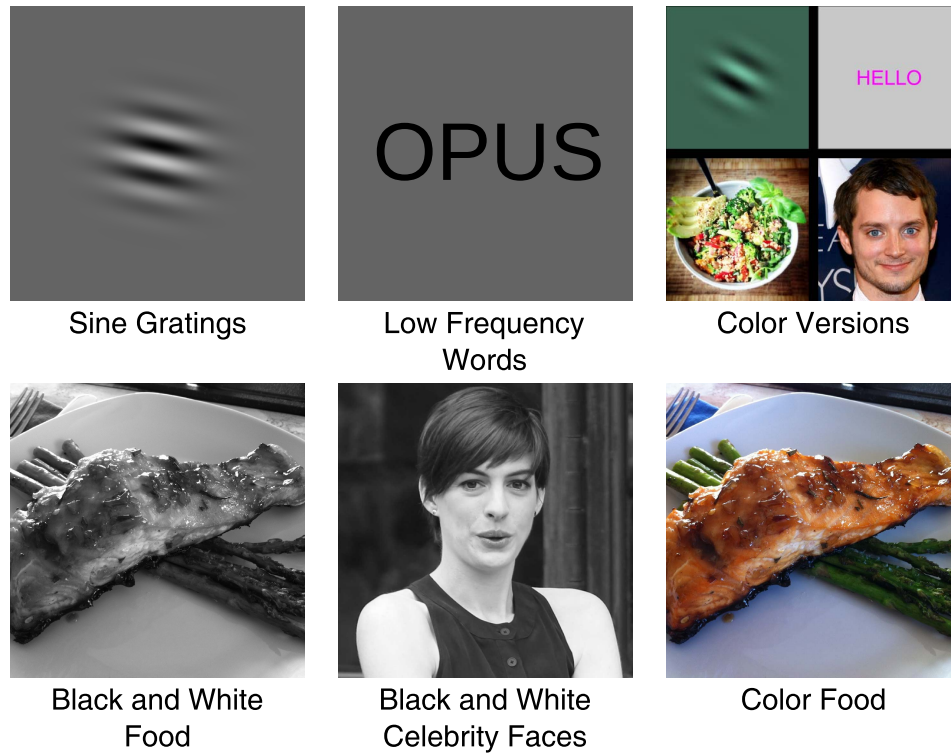 OPUS
HELLO
Sine Gratings
Low Frequency
Words
Color Versions
Black and White
Food
Black and White
Celebrity Faces
Color Food